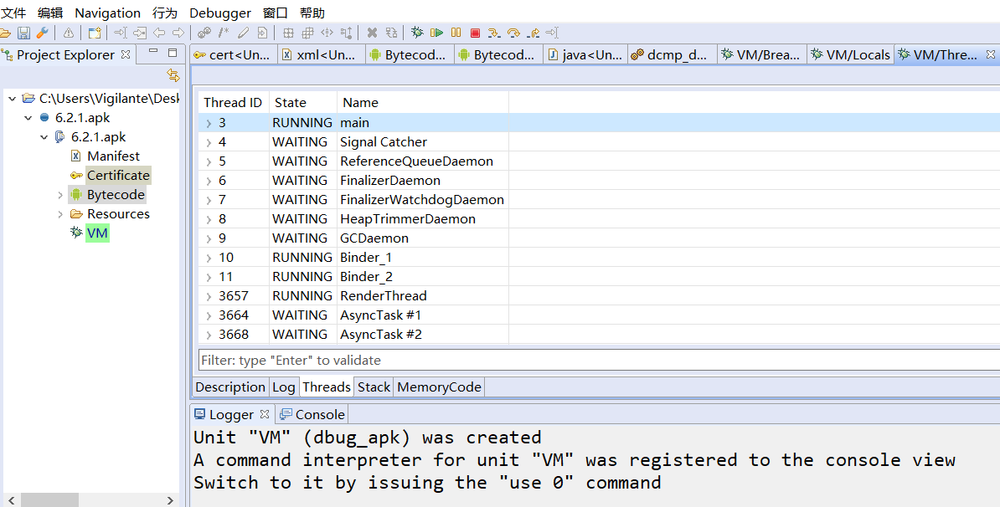 文件 编辑 Navigation 行为 Debugger 窗口 帮助
Project Explorer
cert<Un... xml<Un... Bytecod... Bytecod... java<Un... dcmp_d... VM/Brea... VM/Locals VM/Thre...
C:\Users\Vigilante\Desk
6.2.1.apk
6.2.1.apk
Manifest
Certificate
Bytecode
Resources
VM
Thread ID State Name
3 RUNNING main
4 WAITING Signal Catcher
5 WAITING ReferenceQueueDaemon
6 WAITING FinalizerDaemon
7 WAITING FinalizerWatchdogDaemon
8 WAITING HeapTrimmerDaemon
9 WAITING GCDaemon
10 RUNNING Binder_1
11 RUNNING Binder_2
3657 RUNNING RenderThread
3664 WAITING AsyncTask #1
3668 WAITING AsyncTask #2
Filter: type "Enter" to validate
Description Log Threads Stack MemoryCode
Logger Console
Unit "VM" (dbug_apk) was created
A command interpreter for unit "VM" was registered to the console view
Switch to it by issuing the "use 0" command